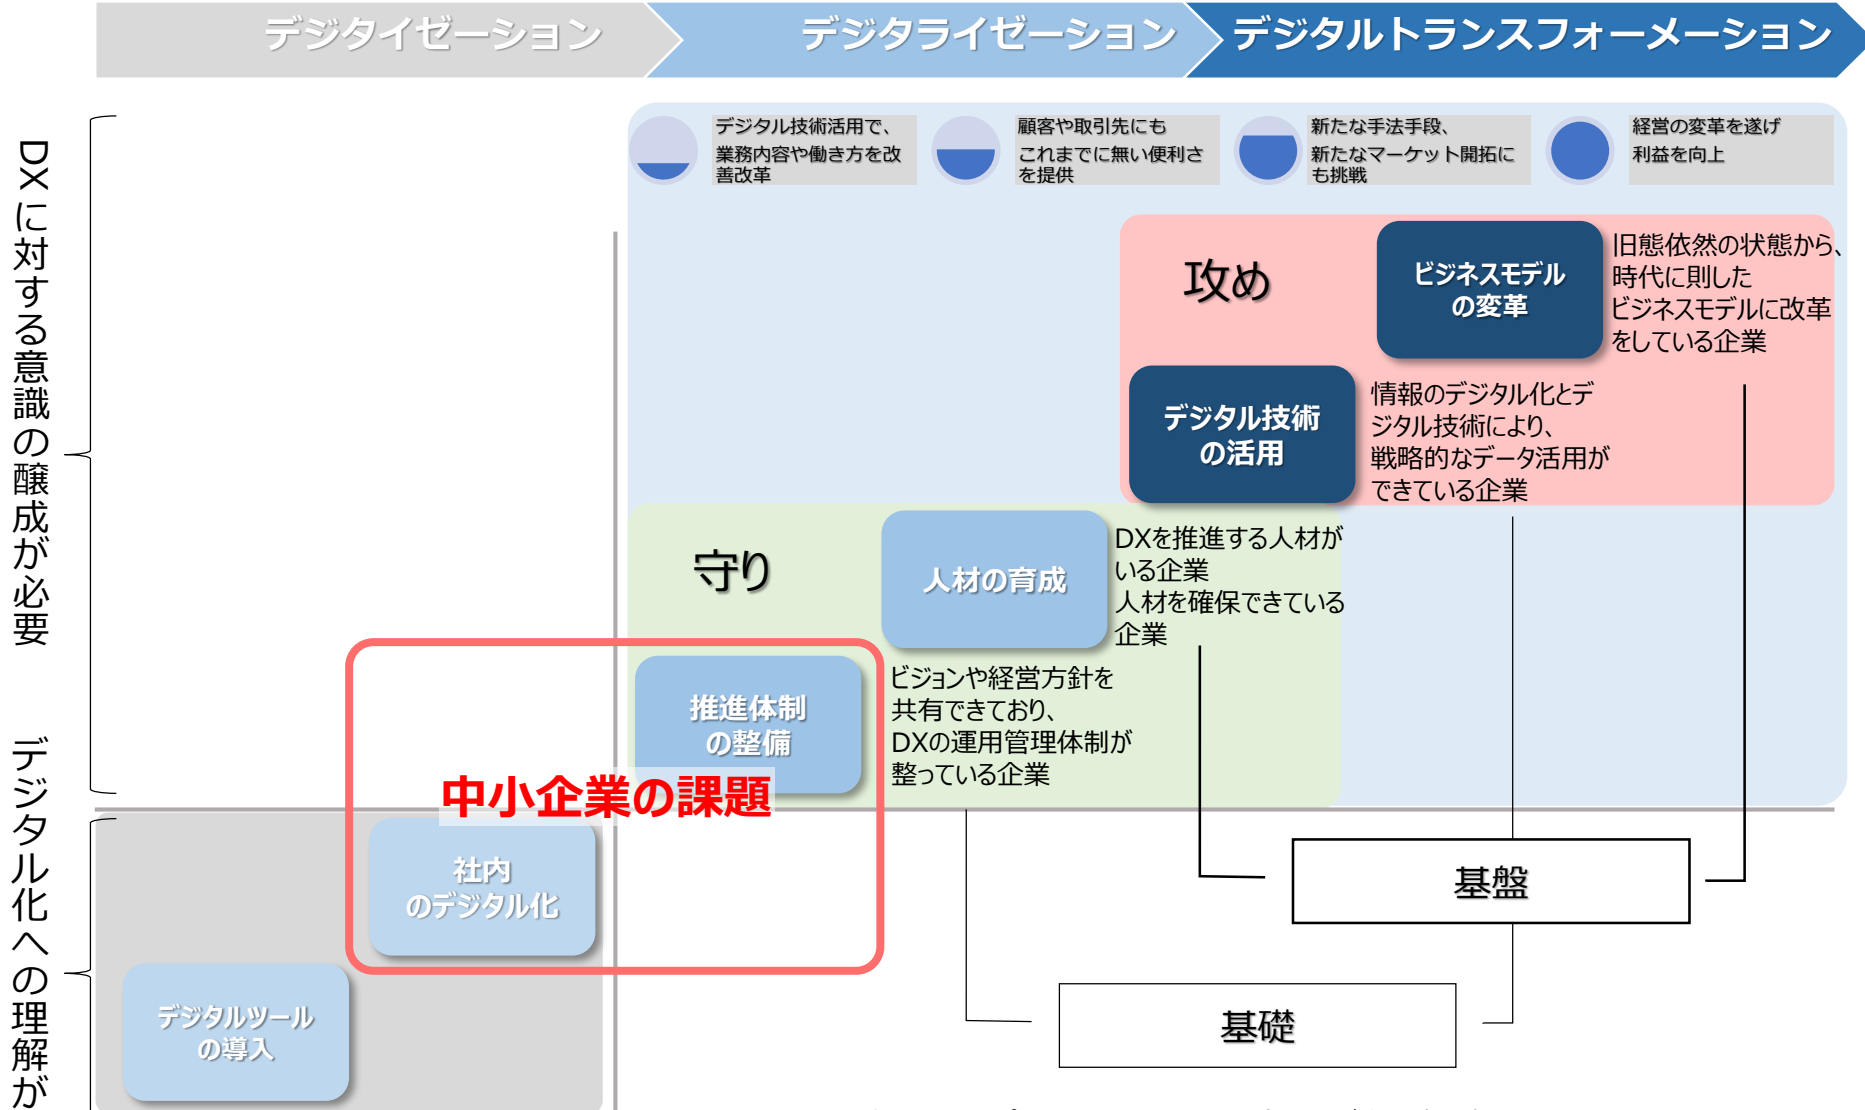 デジタイゼーション
デジタライゼーション
デジタルトランスフォーメーション
デジタル技術活用で、
業務内容や働き方を改
善改革
顧客や取引先にも
これまでに無い便利さ
を提供
新たな手法手段、
新たなマーケット開拓に
も挑戦
経営の変革を遂げ
利益を向上
DXに対する意識の醸成が必要
攻め
ビジネスモデル
の変革
旧態依然の状態から、
時代に則した
ビジネスモデルに改革
をしている企業
デジタル技術
の活用
情報のデジタル化とデ
ジタル技術により、
戦略的なデータ活用が
できている企業
守り
人材の育成
DXを推進する人材が
いる企業
人材を確保できている
企業
推進体制
の整備
ビジョンや経営方針を
共有できており、
DXの運用管理体制が
整っている企業
中小企業の課題
デジタル化への理解が
社内
のデジタル化
基盤
デジタルツール
の導入
基礎